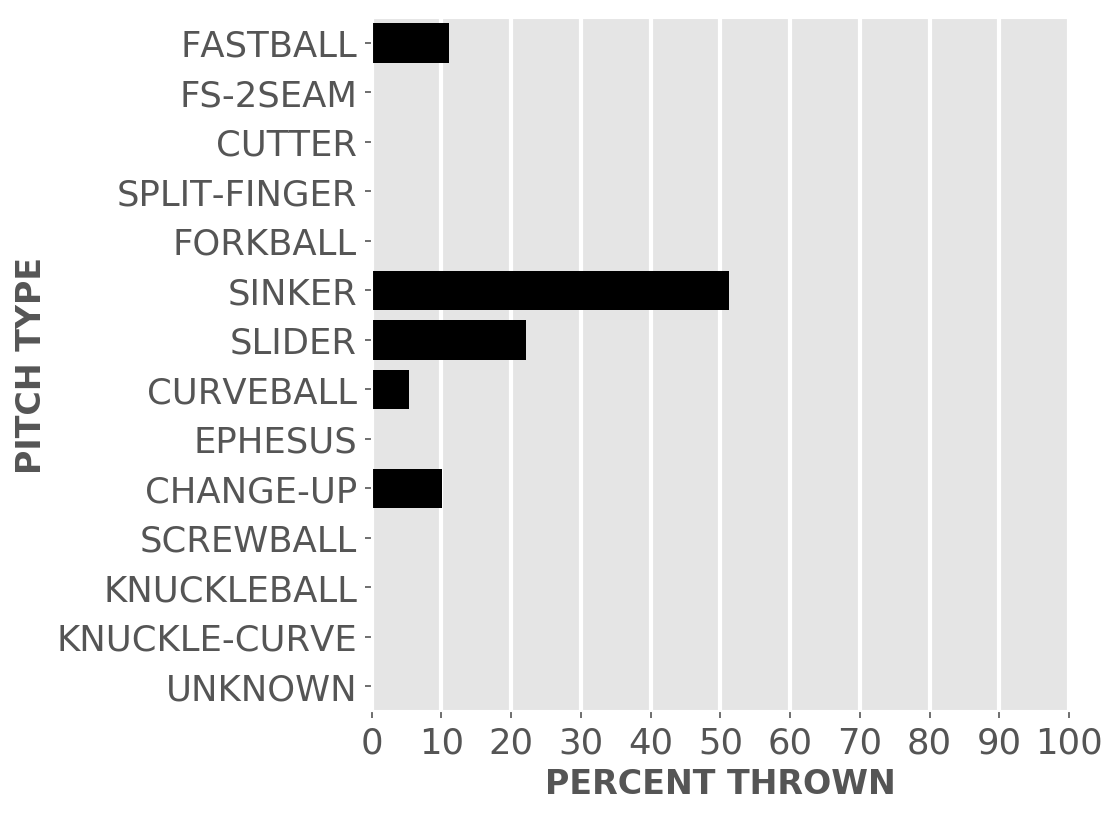 FASTBALL
FS-2SEAM
CUTTER
SPLIT-FINGER
FORKBALL
SINKER
SLIDER
CURVEBALL
EPHESUS
CHANGE-UP
SCREWBALL
KNUCKLEBALL
KNUCKLE-CURVE
UNKNOWN
PITCH TYPE
0 10 20 30 40 50 60 70 80 90 100
PERCENT THROWN